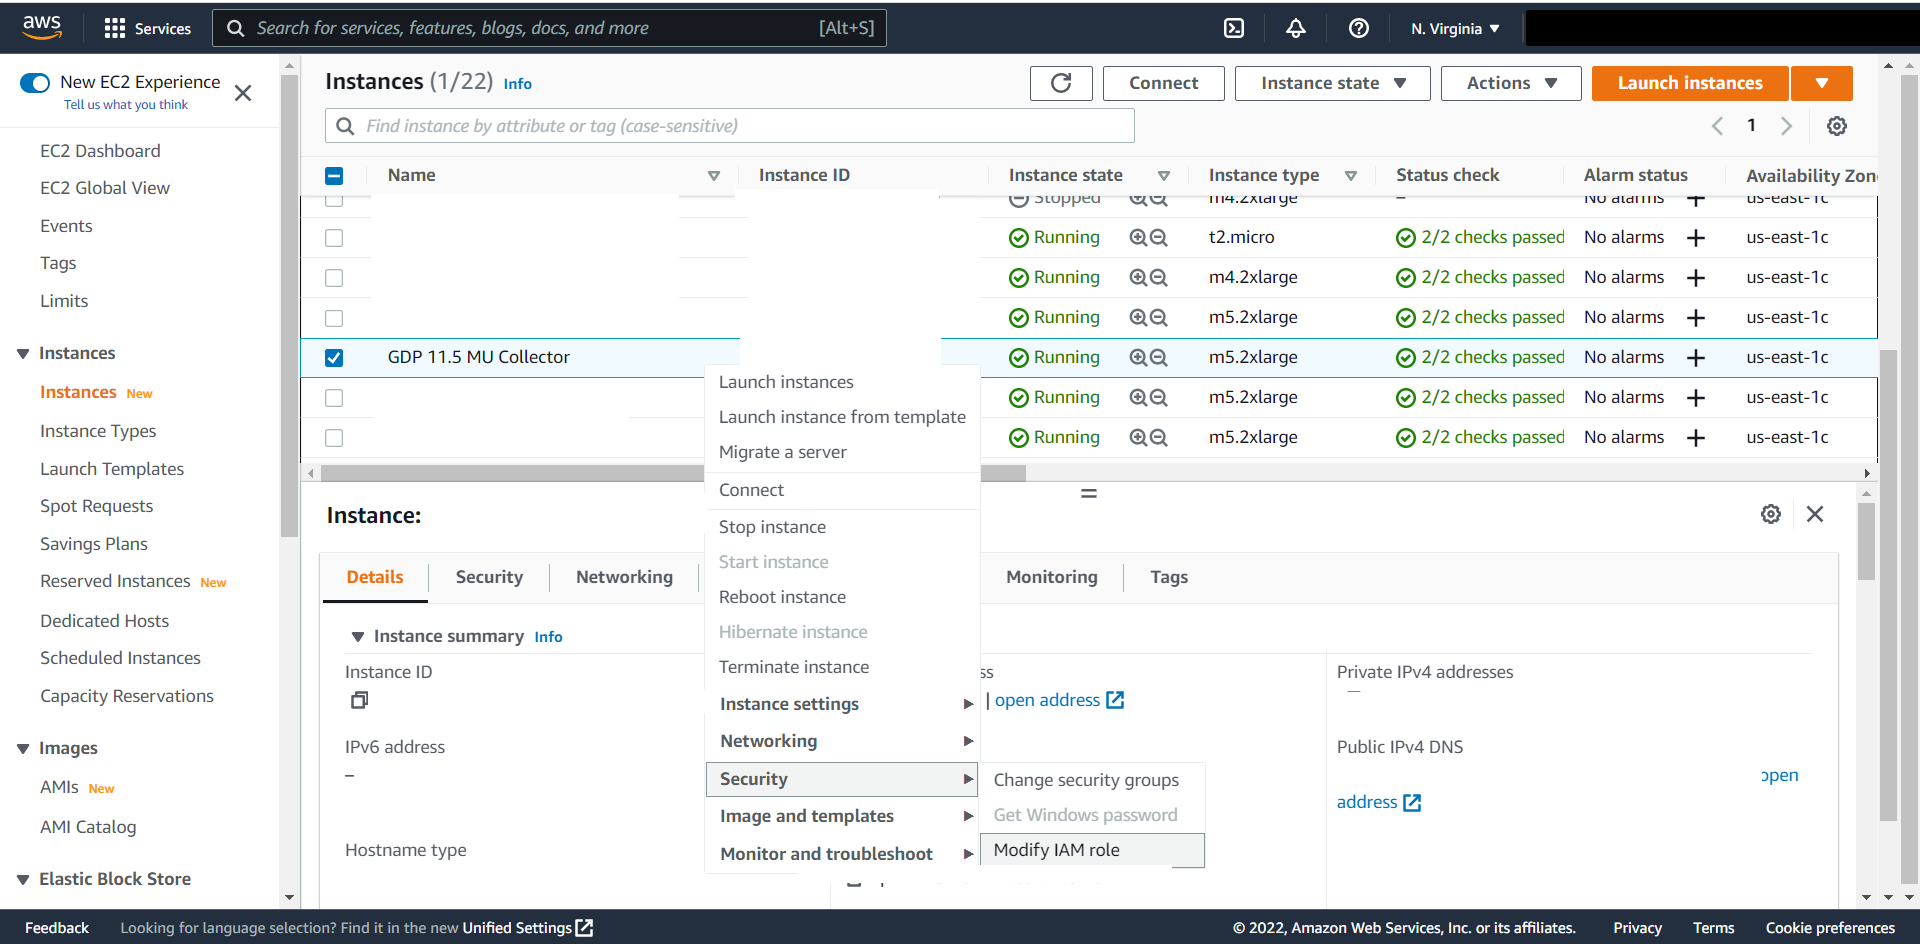 aws
Services
Search for services, features, blogs, docs, and more [Alt+S]
N. Virginia
New EC2 Experience
Tell us what you think
EC2 Dashboard
EC2 Global View
Events
Tags
Limits
Instances
Instances New
Instance Types
Launch Templates
Spot Requests
Savings Plans
Reserved Instances New
Dedicated Hosts
Scheduled Instances
Capacity Reservations
Images
AMIs New
AMI Catalog
Elastic Block Store
Instances (1/22) Info
Connect
Instance state
Actions
Launch instances
Find instance by attribute or tag (case-sensitive)
1
Name Instance ID Instance state Instance type Status check Alarm status Availability Zon
Stopped m4.2xlarge – No alarms us-east-1c
Running t2.micro 2/2 checks passed No alarms us-east-1c
Running m4.2xlarge 2/2 checks passed No alarms us-east-1c
Running m5.2xlarge 2/2 checks passed No alarms us-east-1c
GDP 11.5 MU Collector Running m5.2xlarge 2/2 checks passed No alarms us-east-1c
Running m5.2xlarge 2/2 checks passed No alarms us-east-1c
Running m5.2xlarge 2/2 checks passed No alarms us-east-1c
Launch instances
Launch instance from template
Migrate a server
Connect
Stop instance
Start instance
Reboot instance
Hibernate instance
Terminate instance
Instance settings
Networking
Security
Image and templates
Monitor and troubleshoot
Change security groups
Get Windows password
Modify IAM role
Instance:
Details Security Networking Monitoring Tags
Instance summary Info
Instance ID
ss
| open address
Private IPv4 addresses
–
IPv6 address
–
Public IPv4 DNS
open
address
Hostname type
Feedback
Looking for language selection? Find it in the new Unified Settings
© 2022, Amazon Web Services, Inc. or its affiliates.
Privacy
Terms
Cookie preferences